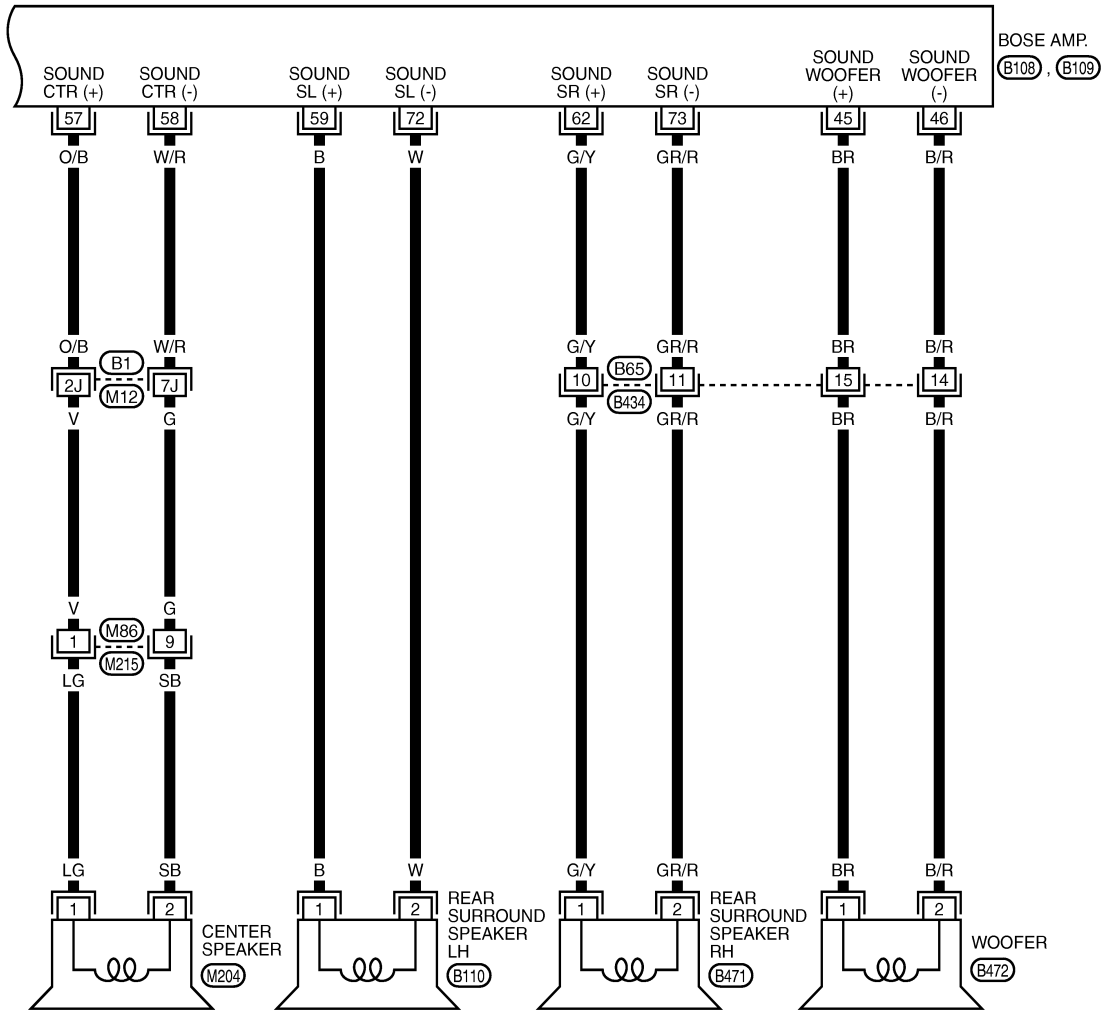 BOSE AMP.
B108 , B109
SOUND CTR (+)
SOUND CTR (-)
SOUND SL (+)
SOUND SL (-)
SOUND SR (+)
SOUND SR (-)
SOUND WOOFER (+)
SOUND WOOFER (-)
57 58 59 72 62 73 45 46
O/B W/R B W G/Y GR/R BR B/R
O/B W/R G/Y GR/R BR B/R
B1 B65
2J 7J 10 11 15 14
M12 B434
V G G/Y GR/R BR B/R
V G
M86
1 9
M215
LG SB
LG SB B W G/Y GR/R BR B/R
1 2 1 2 1 2 1 2
CENTER
SPEAKER
M204
REAR
SURROUND
SPEAKER
LH
B110
REAR
SURROUND
SPEAKER
RH
B471
WOOFER
B472